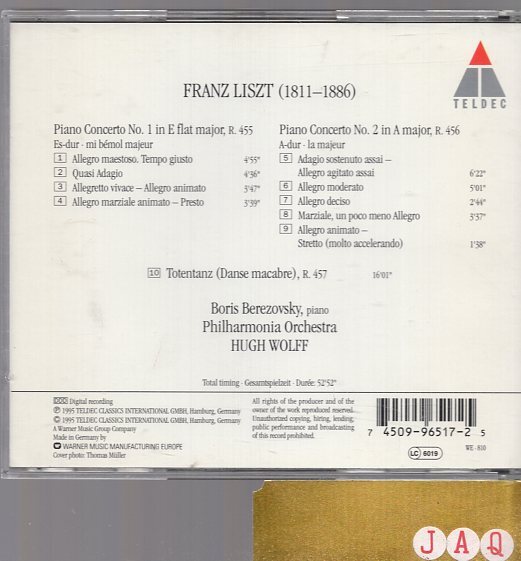 TELDEC
FRANZ LISZT (1811–1886)
Piano Concerto No. 1 in E flat major, R. 455
Es-dur · mi bémol majeur
1 Allegro maestoso. Tempo giusto 4'55"
2 Quasi Adagio 4'36"
3 Allegretto vivace – Allegro animato 3'47"
4 Allegro marziale animato – Presto 3'39"
Piano Concerto No. 2 in A major, R. 456
A-dur · la majeur
5 Adagio sostenuto assai –
Allegro agitato assai 6'22"
6 Allegro moderato 5'01"
7 Allegro deciso 2'44"
8 Marziale, un poco meno Allegro 3'37"
9 Allegro animato –
Stretto (molto accelerando) 1'38"
10 Totentanz (Danse macabre), R. 457 16'01"
Boris Berezovsky, piano
Philharmonia Orchestra
HUGH WOLFF
Total timing · Gesamtspielzeit · Durée: 52'52"
DDD Digital recording
℗ 1995 TELDEC CLASSICS INTERNATIONAL GMBH, Hamburg, Germany
© 1995 TELDEC CLASSICS INTERNATIONAL GMBH, Hamburg, Germany
A Warner Music Group Company
Made in Germany by
WARNER MUSIC MANUFACTURING EUROPE
Cover photo: Thomas Müller
All rights of the producer and of the
owner of the work reproduced reserved.
Unauthorized copying, hiring, lending,
public performance and broadcasting
of this record prohibited.
7 45099-96517-2 5
LC 6019
WE · 810
JAQ